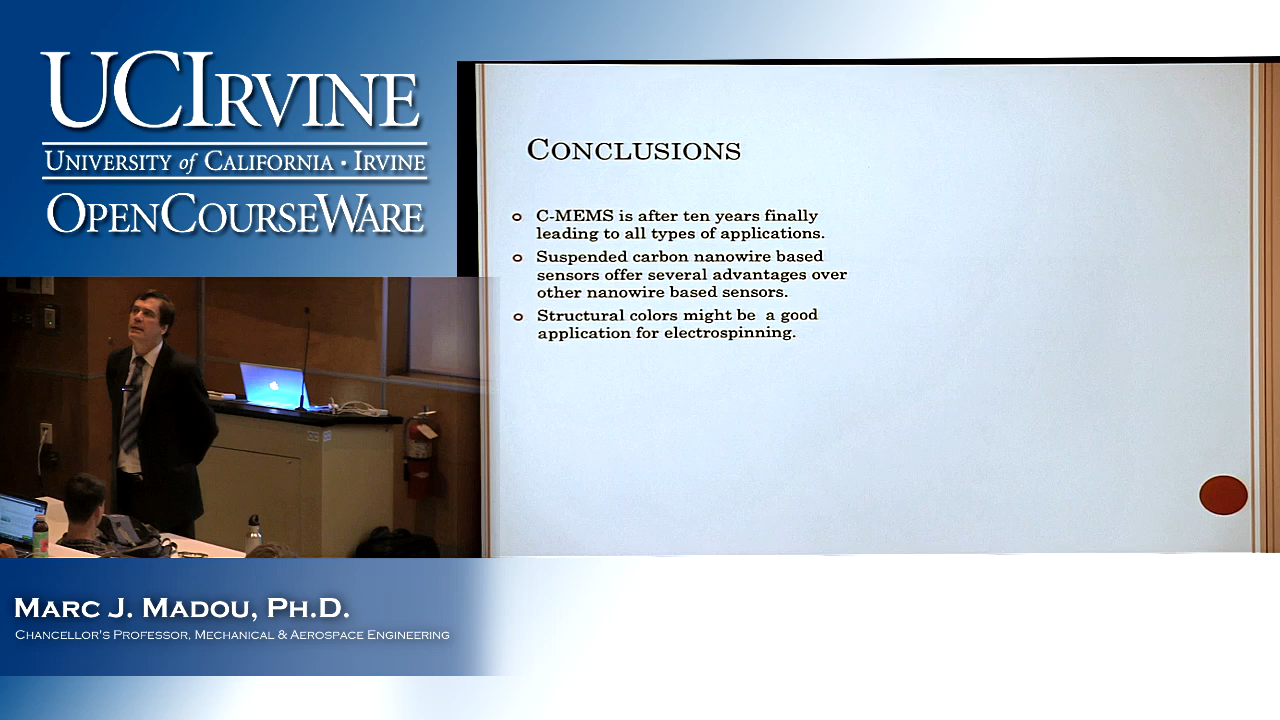 UCIRVINE
UNIVERSITY of CALIFORNIA · IRVINE
OPENCOURSEWARE
CONCLUSIONS
C-MEMS is after ten years finally
leading to all types of applications.
Suspended carbon nanowire based
sensors offer several advantages over
other nanowire based sensors.
Structural colors might be a good
application for electrospinning.
MARC J. MADOU, PH.D.
CHANCELLOR'S PROFESSOR, MECHANICAL & AEROSPACE ENGINEERING